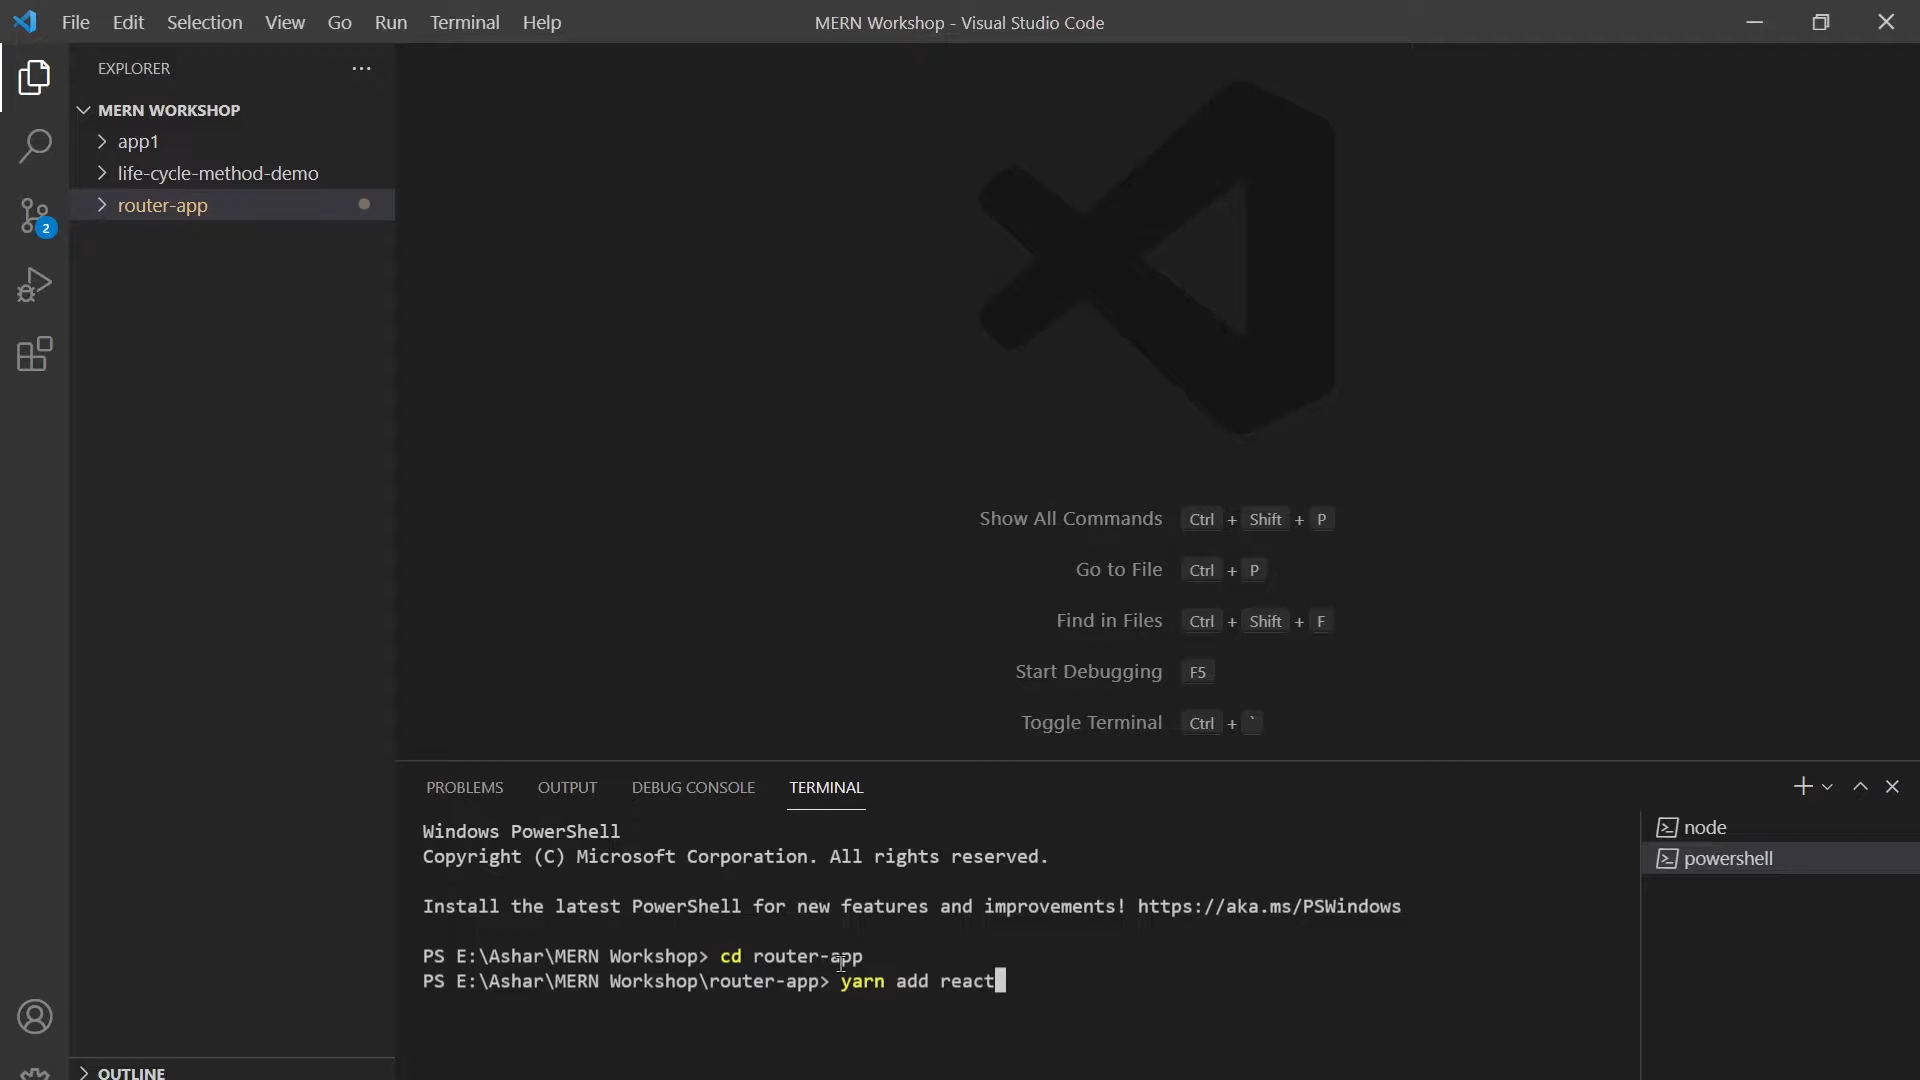 File Edit Selection View Go Run Terminal Help
MERN Workshop - Visual Studio Code
EXPLORER
MERN WORKSHOP
app1
life-cycle-method-demo
router-app
2
Show All Commands Ctrl + Shift + P
Go to File Ctrl + P
Find in Files Ctrl + Shift + F
Start Debugging F5
Toggle Terminal Ctrl + `
PROBLEMS OUTPUT DEBUG CONSOLE TERMINAL
Windows PowerShell
Copyright (C) Microsoft Corporation. All rights reserved.
Install the latest PowerShell for new features and improvements! https://aka.ms/PSWindows
PS E:\Ashar\MERN Workshop> cd router-app
PS E:\Ashar\MERN Workshop\router-app> yarn add react
node
powershell
OUTLINE